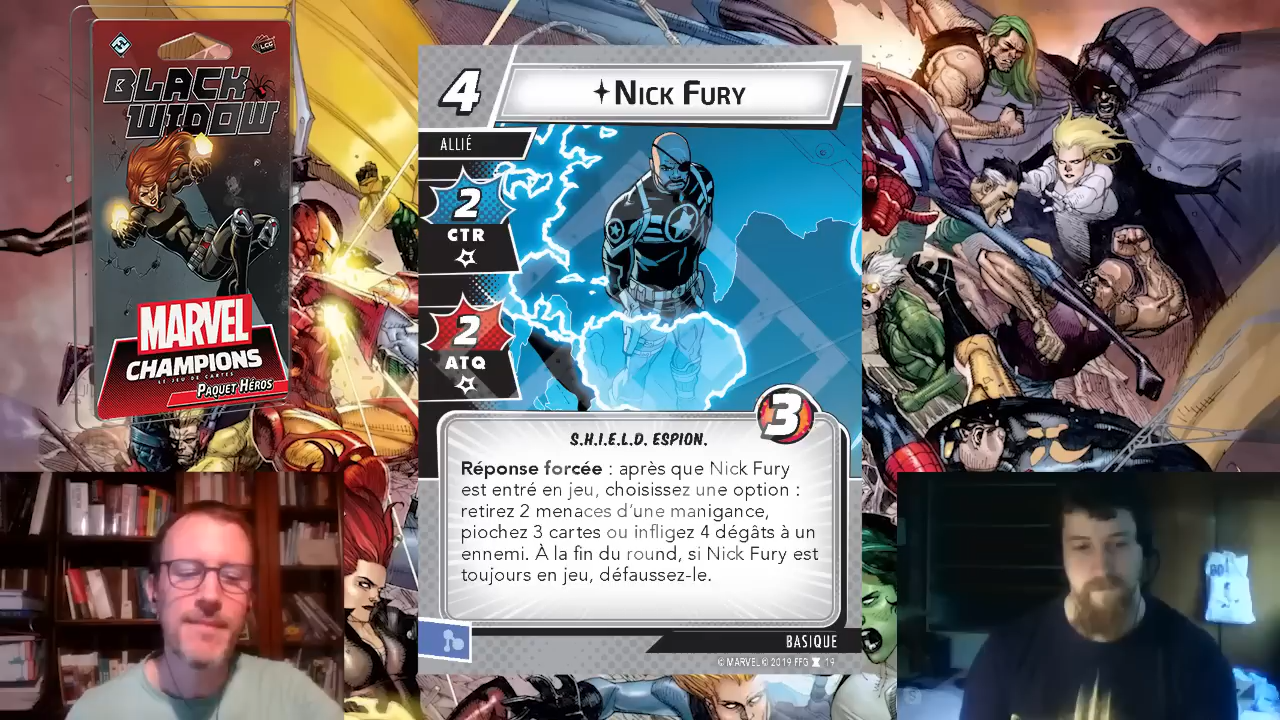 LCG
BLACK
WIDOW
MARVEL
CHAMPIONS
LE JEU DE CARTES
PAQUET HÉROS
4
NICK FURY
ALLIÉ
2
CTR
2
ATQ
3
S.H.I.E.L.D. ESPION.
Réponse forcée : après que Nick Fury
est entré en jeu, choisissez une option :
retirez 2 menaces d'une manigance,
piochez 3 cartes ou infligez 4 dégâts à un
ennemi. À la fin du round, si Nick Fury est
toujours en jeu, défaussez-le.
BASIQUE
© MARVEL © 2019 FFG 19